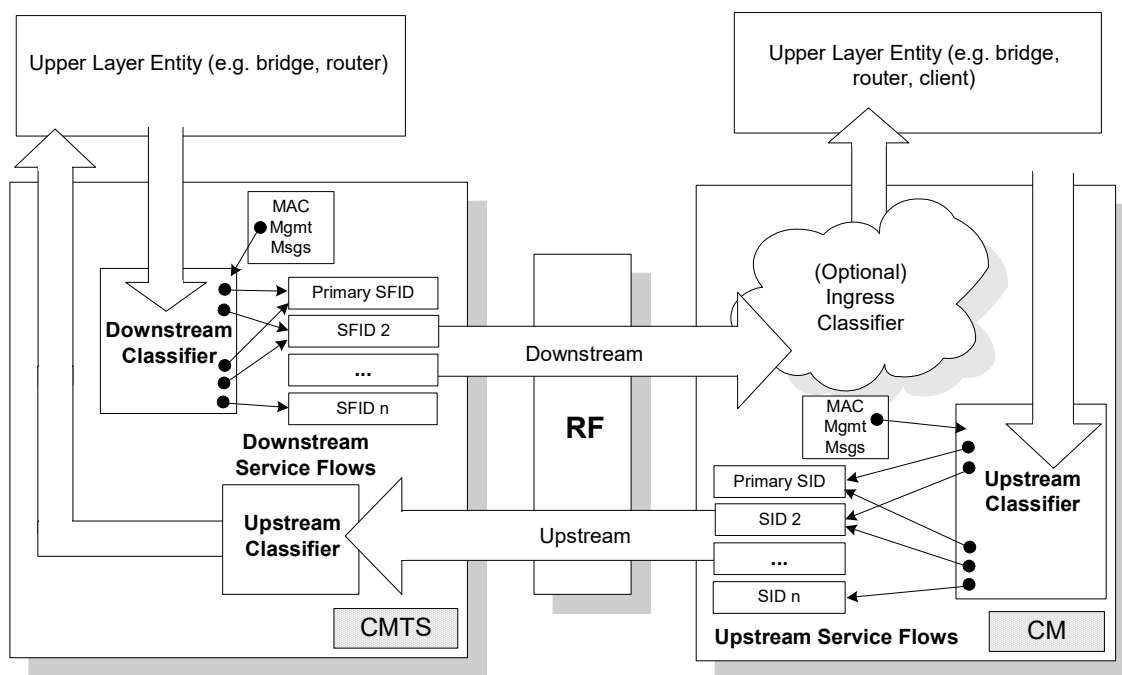 Upper Layer Entity (e.g. bridge, router)
Upper Layer Entity (e.g. bridge,
router, client)
MAC
Mgmt
Msgs
Downstream
Classifier
Primary SFID
SFID 2
...
SFID n
Downstream
Service Flows
Upstream
Classifier
CMTS
Downstream
RF
Upstream
(Optional)
Ingress
Classifier
MAC
Mgmt
Msgs
Primary SID
SID 2
...
SID n
Upstream
Classifier
Upstream Service Flows
CM